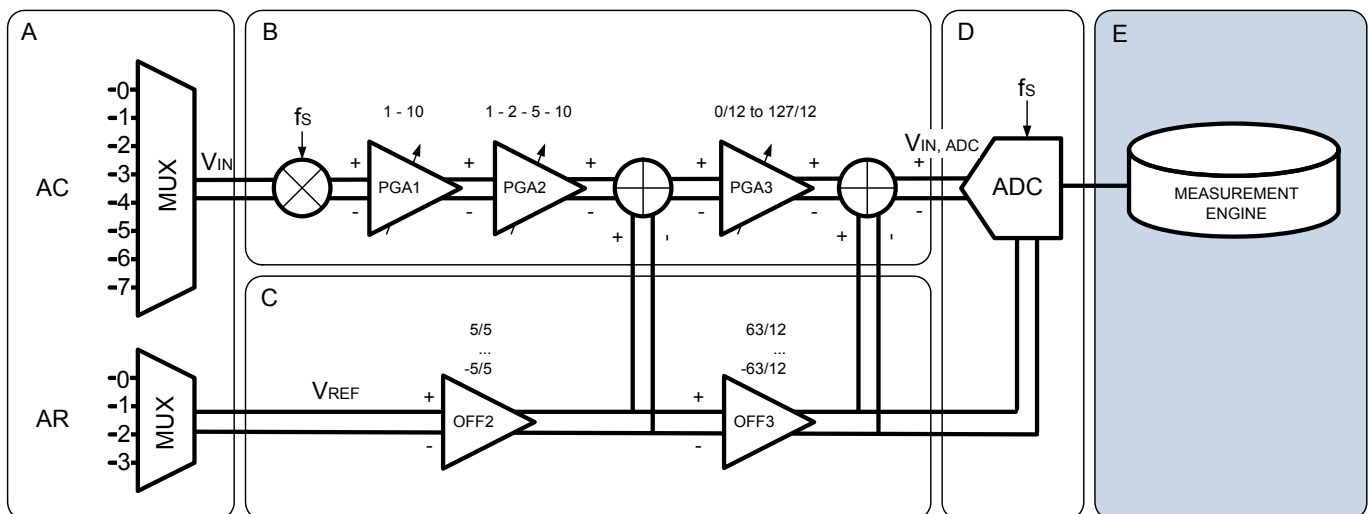 A
B
D
E
0
1
2
3
4
5
6
7
AC
MUX
VIN
fS
1 - 10
1 - 2 - 5 - 10
0/12 to 127/12
VIN, ADC
fS
+ + + + + +
PGA1
PGA2
PGA3
ADC
MEASUREMENT
ENGINE
- - - - - -
+ ' + '
C
5/5
...
-5/5
63/12
...
-63/12
0
1
2
3
AR
MUX
VREF
+ +
OFF2
OFF3
- -